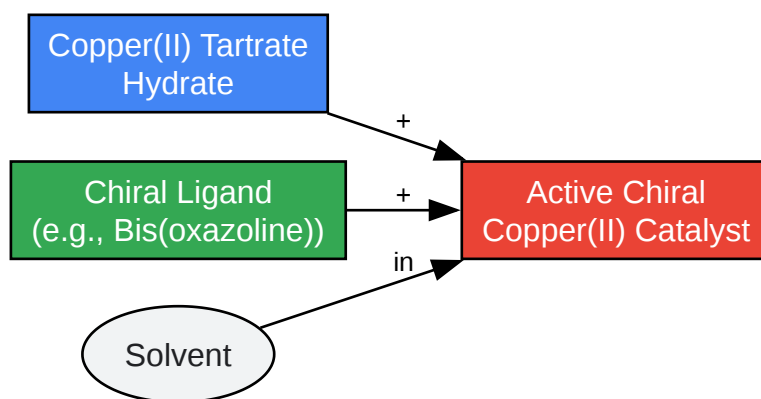 Copper(II) Tartrate
Hydrate
+
Chiral Ligand
(e.g., Bis(oxazoline))
+
Active Chiral
Copper(II) Catalyst
in
Solvent